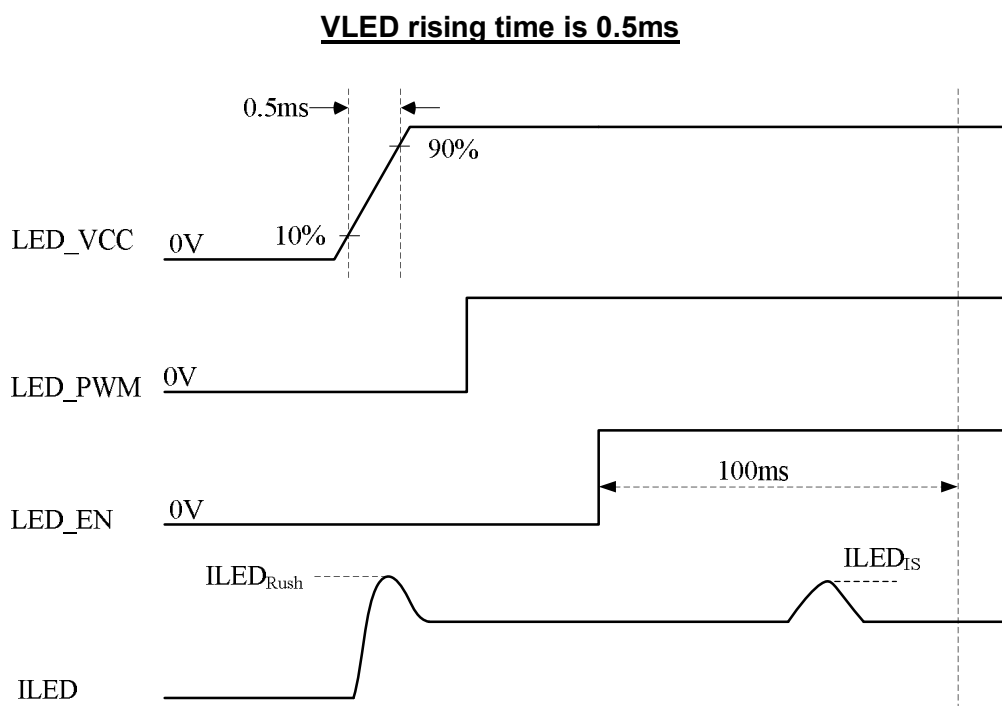 VLED rising time is 0.5ms
0.5ms
90%
LED_VCC
0V
10%
0V
LED_PWM
100ms
LED_EN
0V
ILEDRush
ILEDIS
ILED